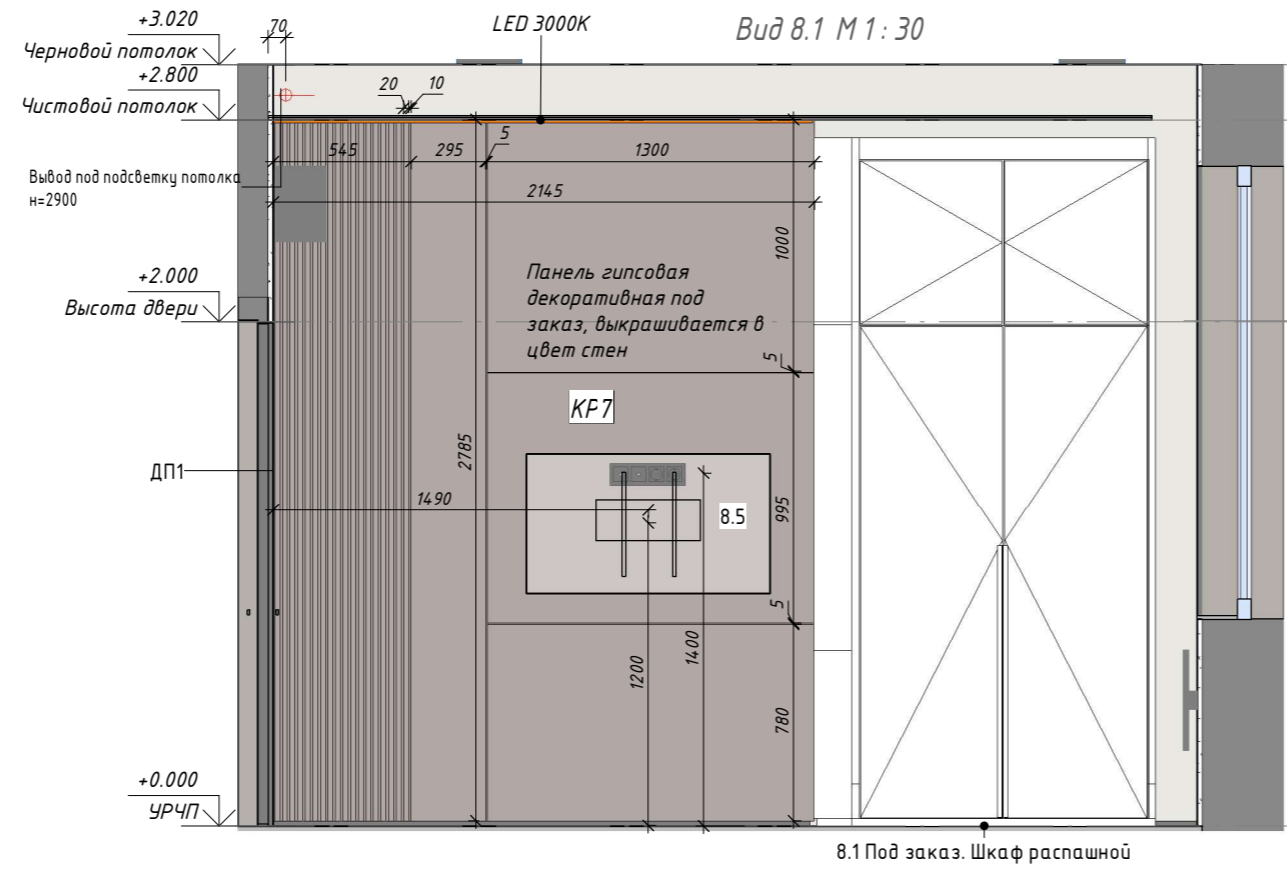 Вид 8.1 М 1 : 30
+3.020
Черновой потолок
70
LED 3000K
+2.800
Чистовой потолок
20
10
545
295
5
1300
Вывод под подсветку потолка
н=2900
2145
1000
+2.000
Высота двери
Панель гипсовая
декоративная под
заказ, выкрашивается в
цвет стен
5
КР7
2785
ДП1
1490
8.5
995
5
1200
1400
780
+0.000
УРЧП
8.1 Под заказ. Шкаф распашной